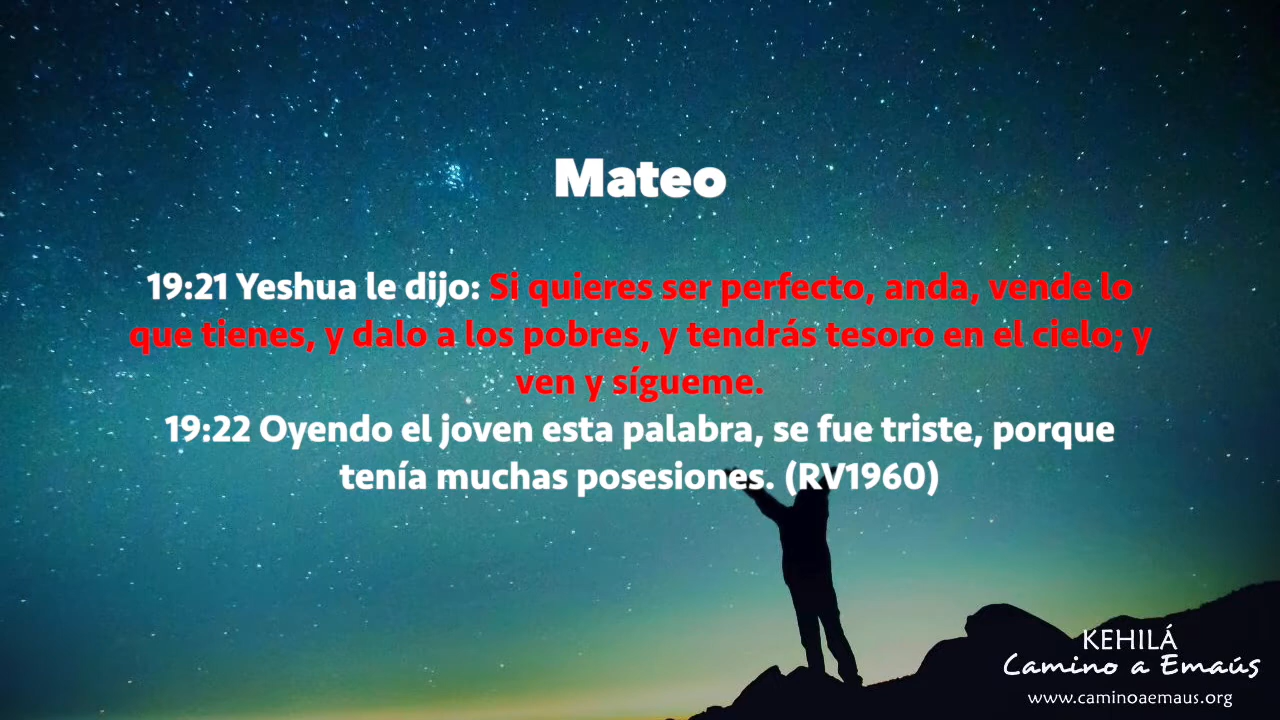 Mateo
19:21 Yeshua le dijo: Si quieres ser perfecto, anda, vende lo
que tienes, y dalo a los pobres, y tendrás tesoro en el cielo; y
ven y sígueme.
19:22 Oyendo el joven esta palabra, se fue triste, porque
tenía muchas posesiones. (RV1960)
KEHILÁ
Camino a Emaús
www.caminoaemaus.org